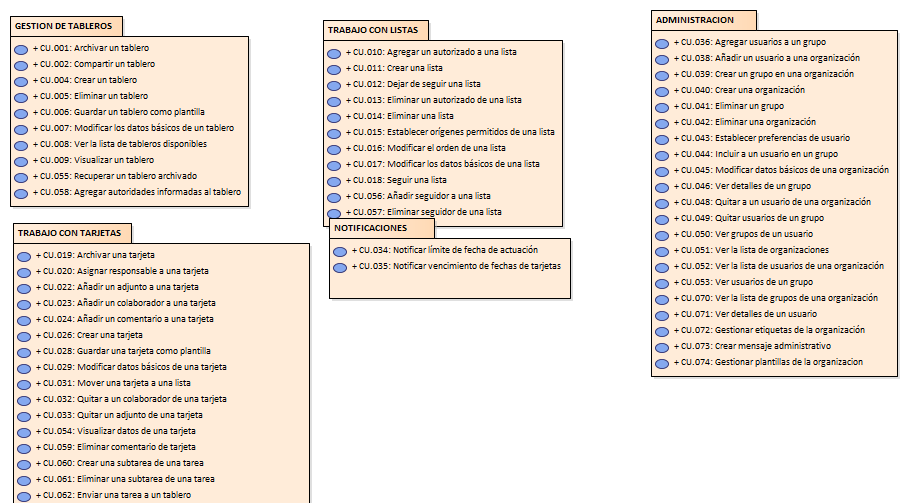 GESTION DE TABLEROS
+ CU.001: Archivar un tablero
+ CU.002: Compartir un tablero
+ CU.004: Crear un tablero
+ CU.005: Eliminar un tablero
+ CU.006: Guardar un tablero como plantilla
+ CU.007: Modificar los datos básicos de un tablero
+ CU.008: Ver la lista de tableros disponibles
+ CU.009: Visualizar un tablero
+ CU.055: Recuperar un tablero archivado
+ CU.058: Agregar autoridades informadas al tablero
TRABAJO CON TARJETAS
+ CU.019: Archivar una tarjeta
+ CU.020: Asignar responsable a una tarjeta
+ CU.022: Añadir un adjunto a una tarjeta
+ CU.023: Añadir un colaborador a una tarjeta
+ CU.024: Añadir un comentario a una tarjeta
+ CU.026: Crear una tarjeta
+ CU.028: Guardar una tarjeta como plantilla
+ CU.029: Modificar datos básicos de una tarjeta
+ CU.031: Mover una tarjeta a una lista
+ CU.032: Quitar a un colaborador de una tarjeta
+ CU.033: Quitar un adjunto de una tarjeta
+ CU.054: Visualizar datos de una tarjeta
+ CU.059: Eliminar comentario de tarjeta
+ CU.060: Crear una subtarea de una tarea
+ CU.061: Eliminar una subtarea de una tarea
+ CU.062: Enviar una tarea a un tablero
TRABAJO CON LISTAS
+ CU.010: Agregar un autorizado a una lista
+ CU.011: Crear una lista
+ CU.012: Dejar de seguir una lista
+ CU.013: Eliminar un autorizado de una lista
+ CU.014: Eliminar una lista
+ CU.015: Establecer orígenes permitidos de una lista
+ CU.016: Modificar el orden de una lista
+ CU.017: Modificar los datos básicos de una lista
+ CU.018: Seguir una lista
+ CU.056: Añadir seguidor a una lista
+ CU.057: Eliminar seguidor de una lista
NOTIFICACIONES
+ CU.034: Notificar límite de fecha de actuación
+ CU.035: Notificar vencimiento de fechas de tarjetas
ADMINISTRACION
+ CU.036: Agregar usuarios a un grupo
+ CU.038: Añadir un usuario a una organización
+ CU.039: Crear un grupo en una organización
+ CU.040: Crear una organización
+ CU.041: Eliminar un grupo
+ CU.042: Eliminar una organización
+ CU.043: Establecer preferencias de usuario
+ CU.044: Incluir a un usuario en un grupo
+ CU.045: Modificar datos básicos de una organización
+ CU.046: Ver detalles de un grupo
+ CU.048: Quitar a un usuario de una organización
+ CU.049: Quitar usuarios de un grupo
+ CU.050: Ver grupos de un usuario
+ CU.051: Ver la lista de organizaciones
+ CU.052: Ver la lista de usuarios de una organización
+ CU.053: Ver usuarios de un grupo
+ CU.070: Ver la lista de grupos de una organización
+ CU.071: Ver detalles de un usuario
+ CU.072: Gestionar etiquetas de la organización
+ CU.073: Crear mensaje administrativo
+ CU.074: Gestionar plantillas de la organizacion